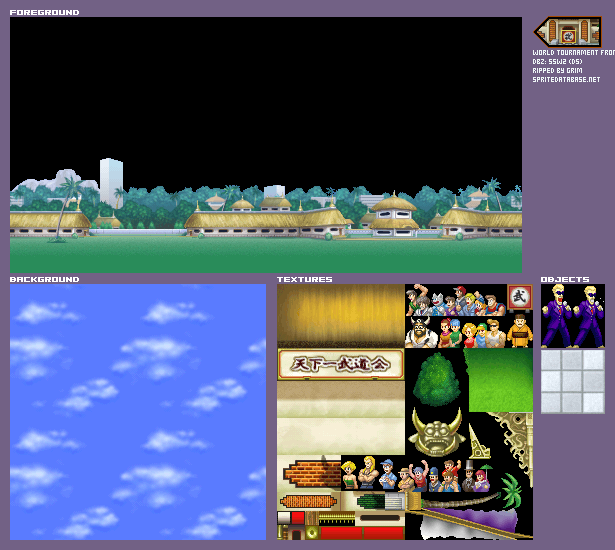 FOREGROUND
WORLD TOURNAMENT FRON
DBZ: SSW2 (DS)
RIPPED BY GRIM
SPRITEDATABASE.NET
BACKGROUND
TEXTURES
OBJECTS
武
天下一武道会